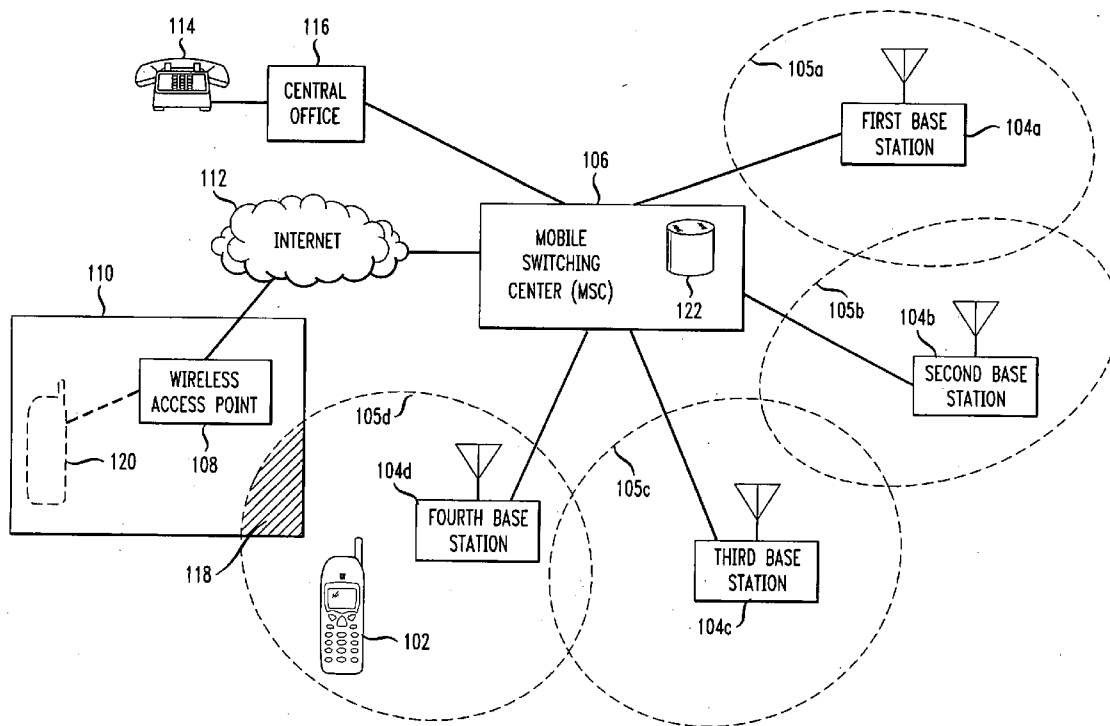 114
116
CENTRAL
OFFICE
105a
FIRST BASE
STATION
104a
106
112
INTERNET
MOBILE
SWITCHING
CENTER (MSC)
122
105b
104b
SECOND BASE
STATION
110
WIRELESS
ACCESS POINT
120
108
105d
104d
FOURTH BASE
STATION
105c
THIRD BASE
STATION
104c
118
102